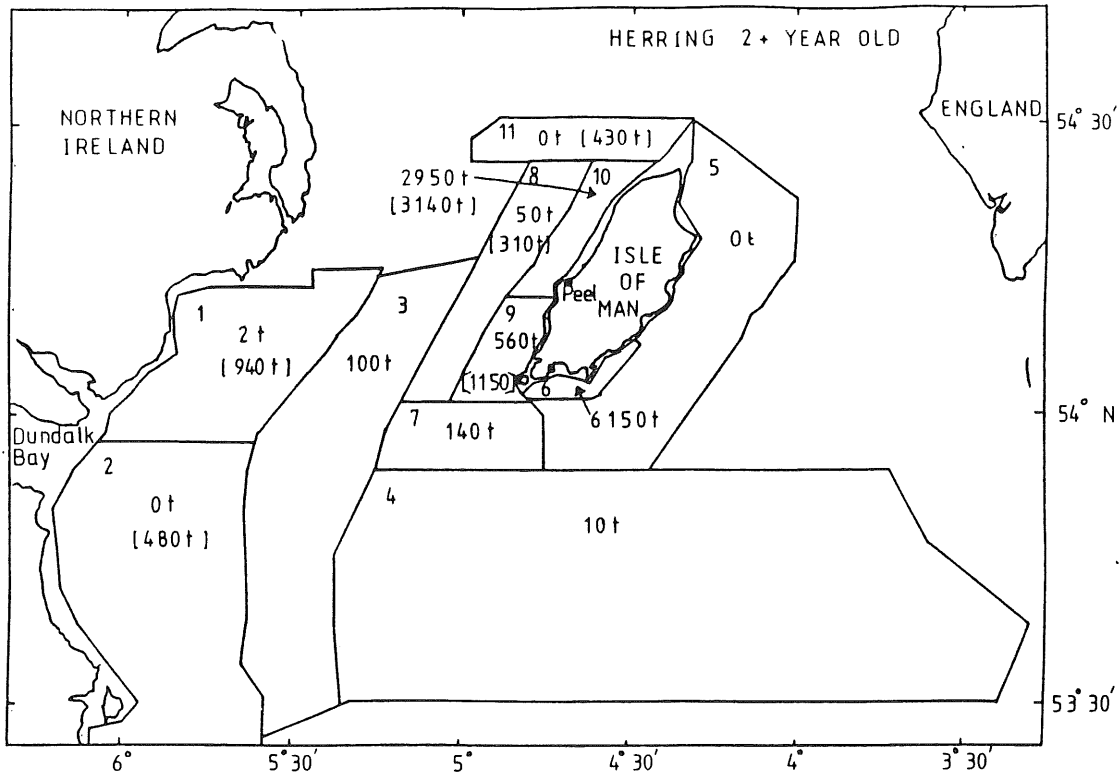 HERRING 2+ YEAR OLD
NORTHERN
IRELAND
ENGLAND
54° 30'
11
0t [430t]
5
8
10
2950t
[3140t]
50t
[310t]
0t
ISLE
OF
MAN
Peel
1
2t
[940t]
3
100t
9
560t
[1150]
6
6150t
54° N
7
140t
Dundalk
Bay
2
0t
[480t]
4
10t
53° 30'
6°
5° 30'
5°
4° 30'
4°
3° 30'